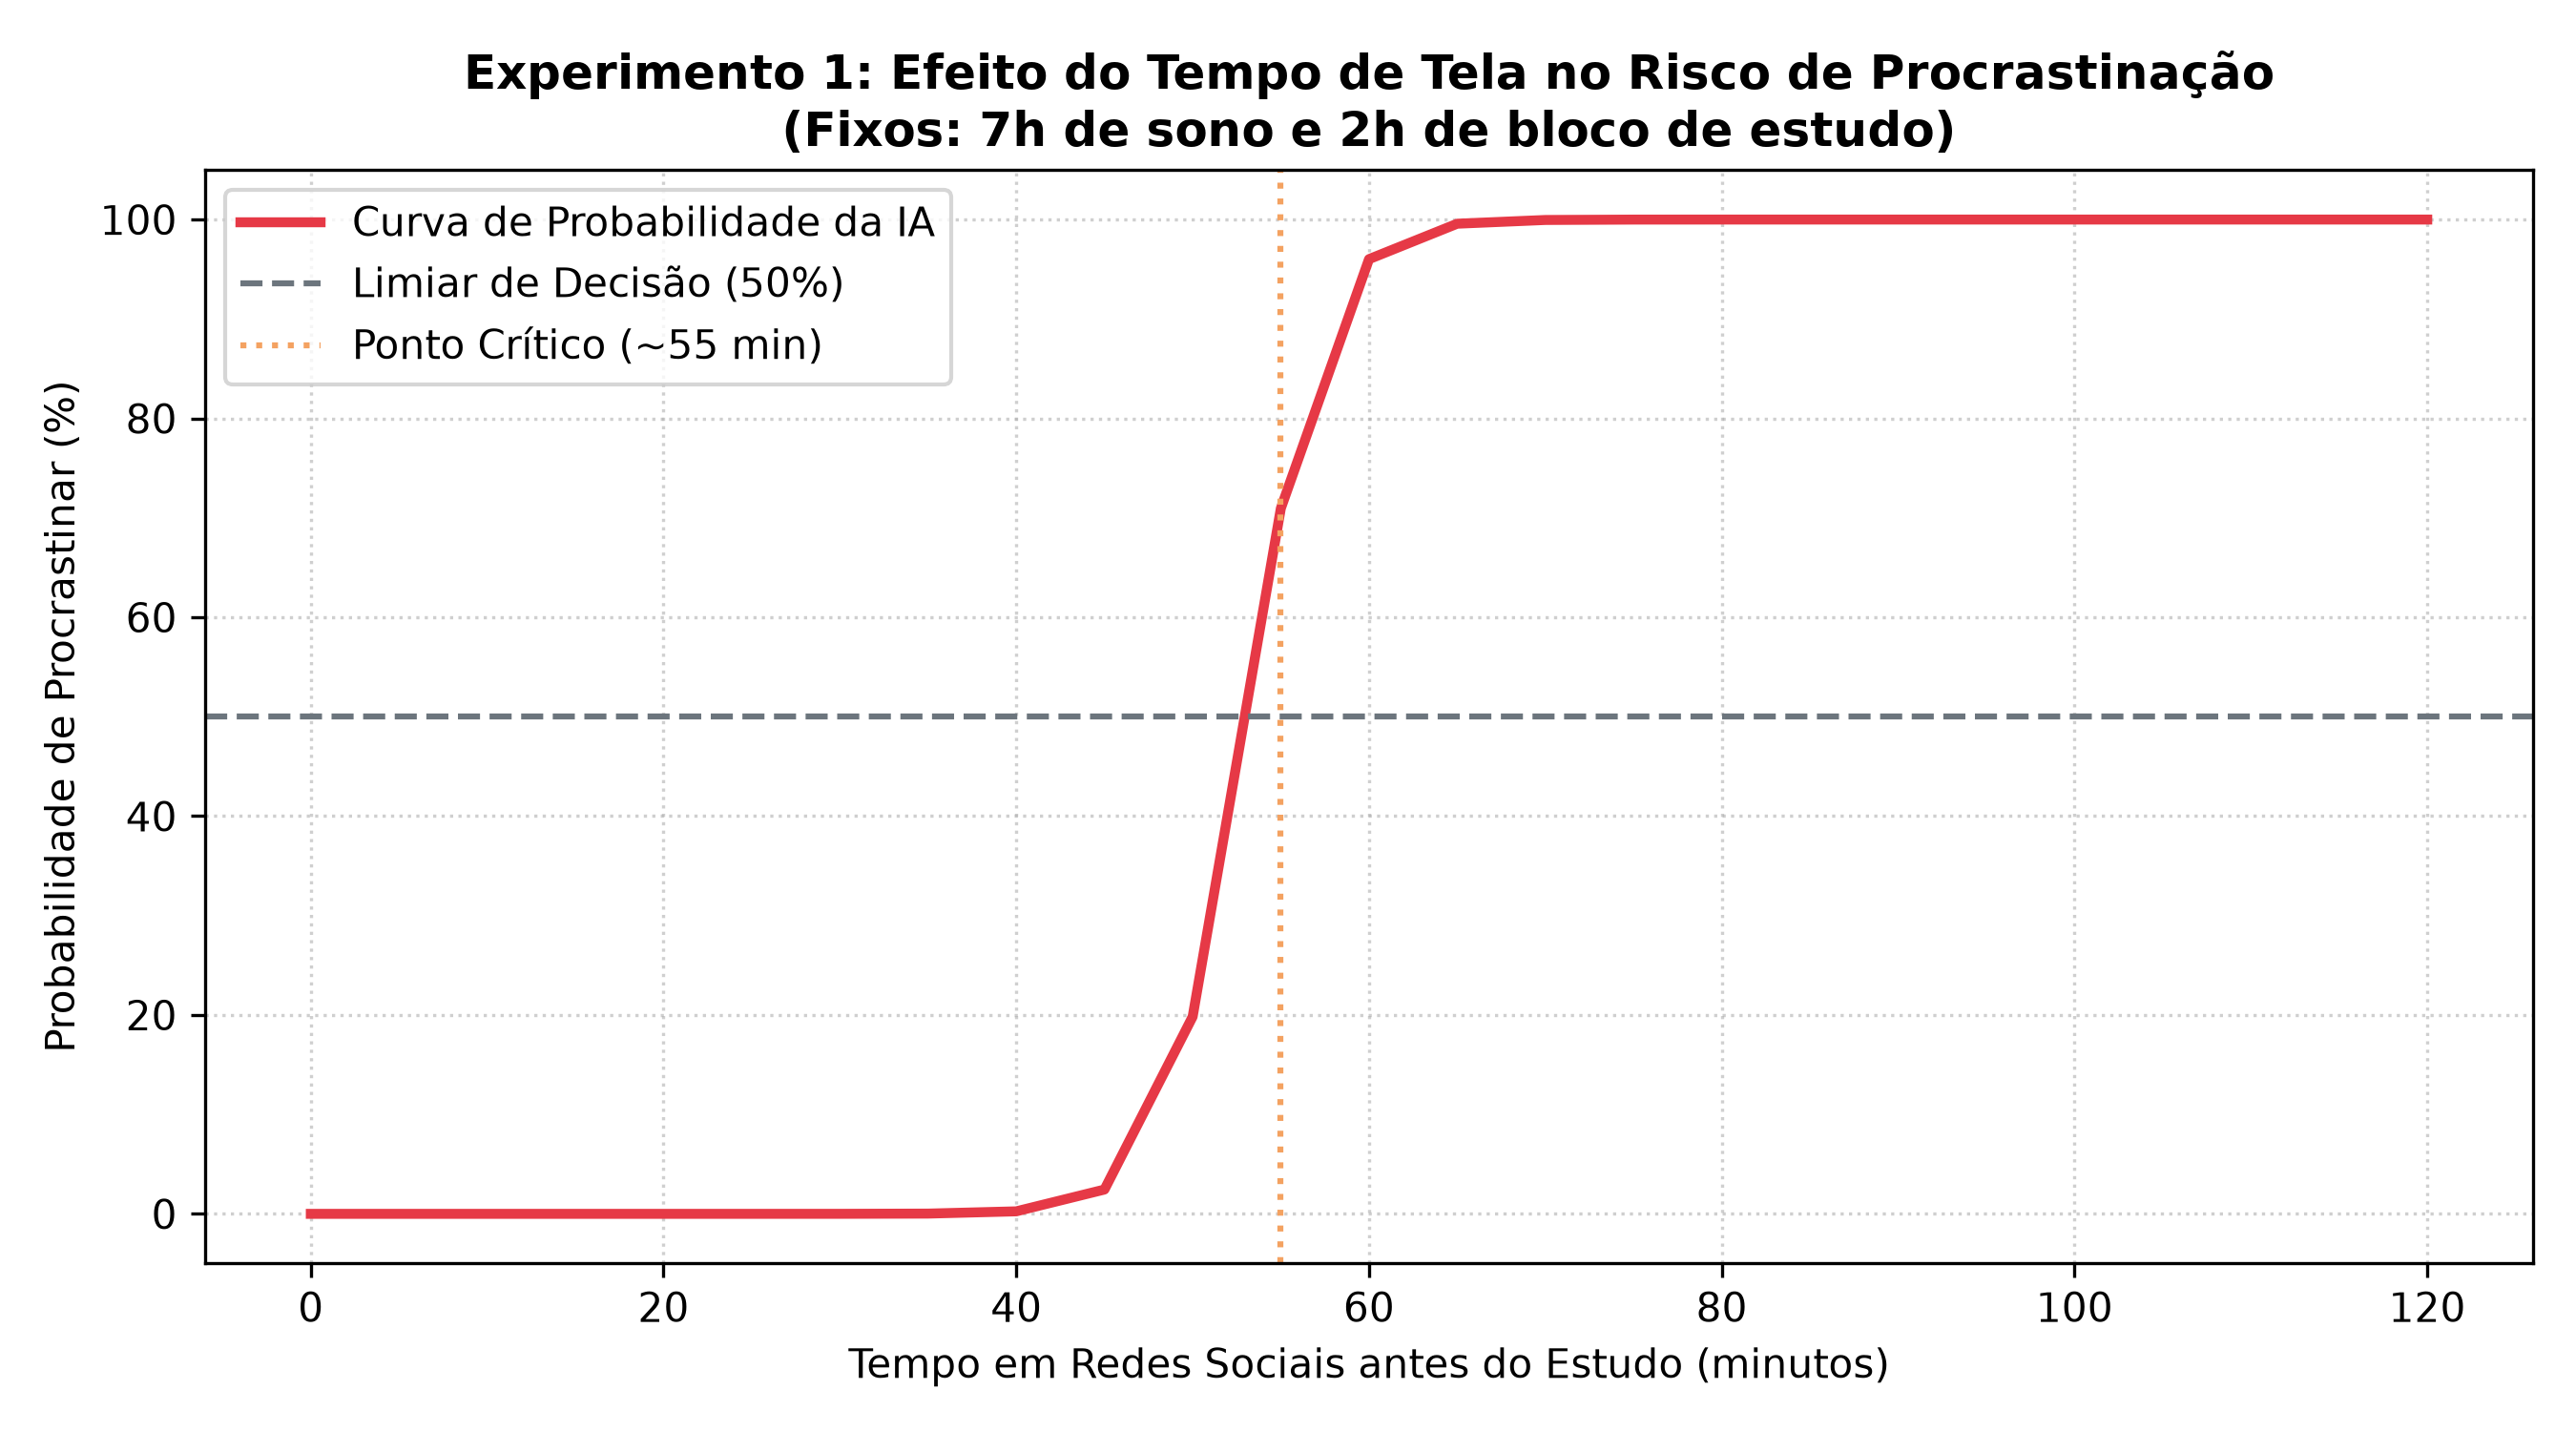 Experimento 1: Efeito do Tempo de Tela no Risco de Procrastinação
(Fixos: 7h de sono e 2h de bloco de estudo)
Curva de Probabilidade da IA
Limiar de Decisão (50%)
Ponto Crítico (~55 min)
Probabilidade de Procrastinar (%)
100
80
60
40
20
0
0 20 40 60 80 100 120
Tempo em Redes Sociais antes do Estudo (minutos)